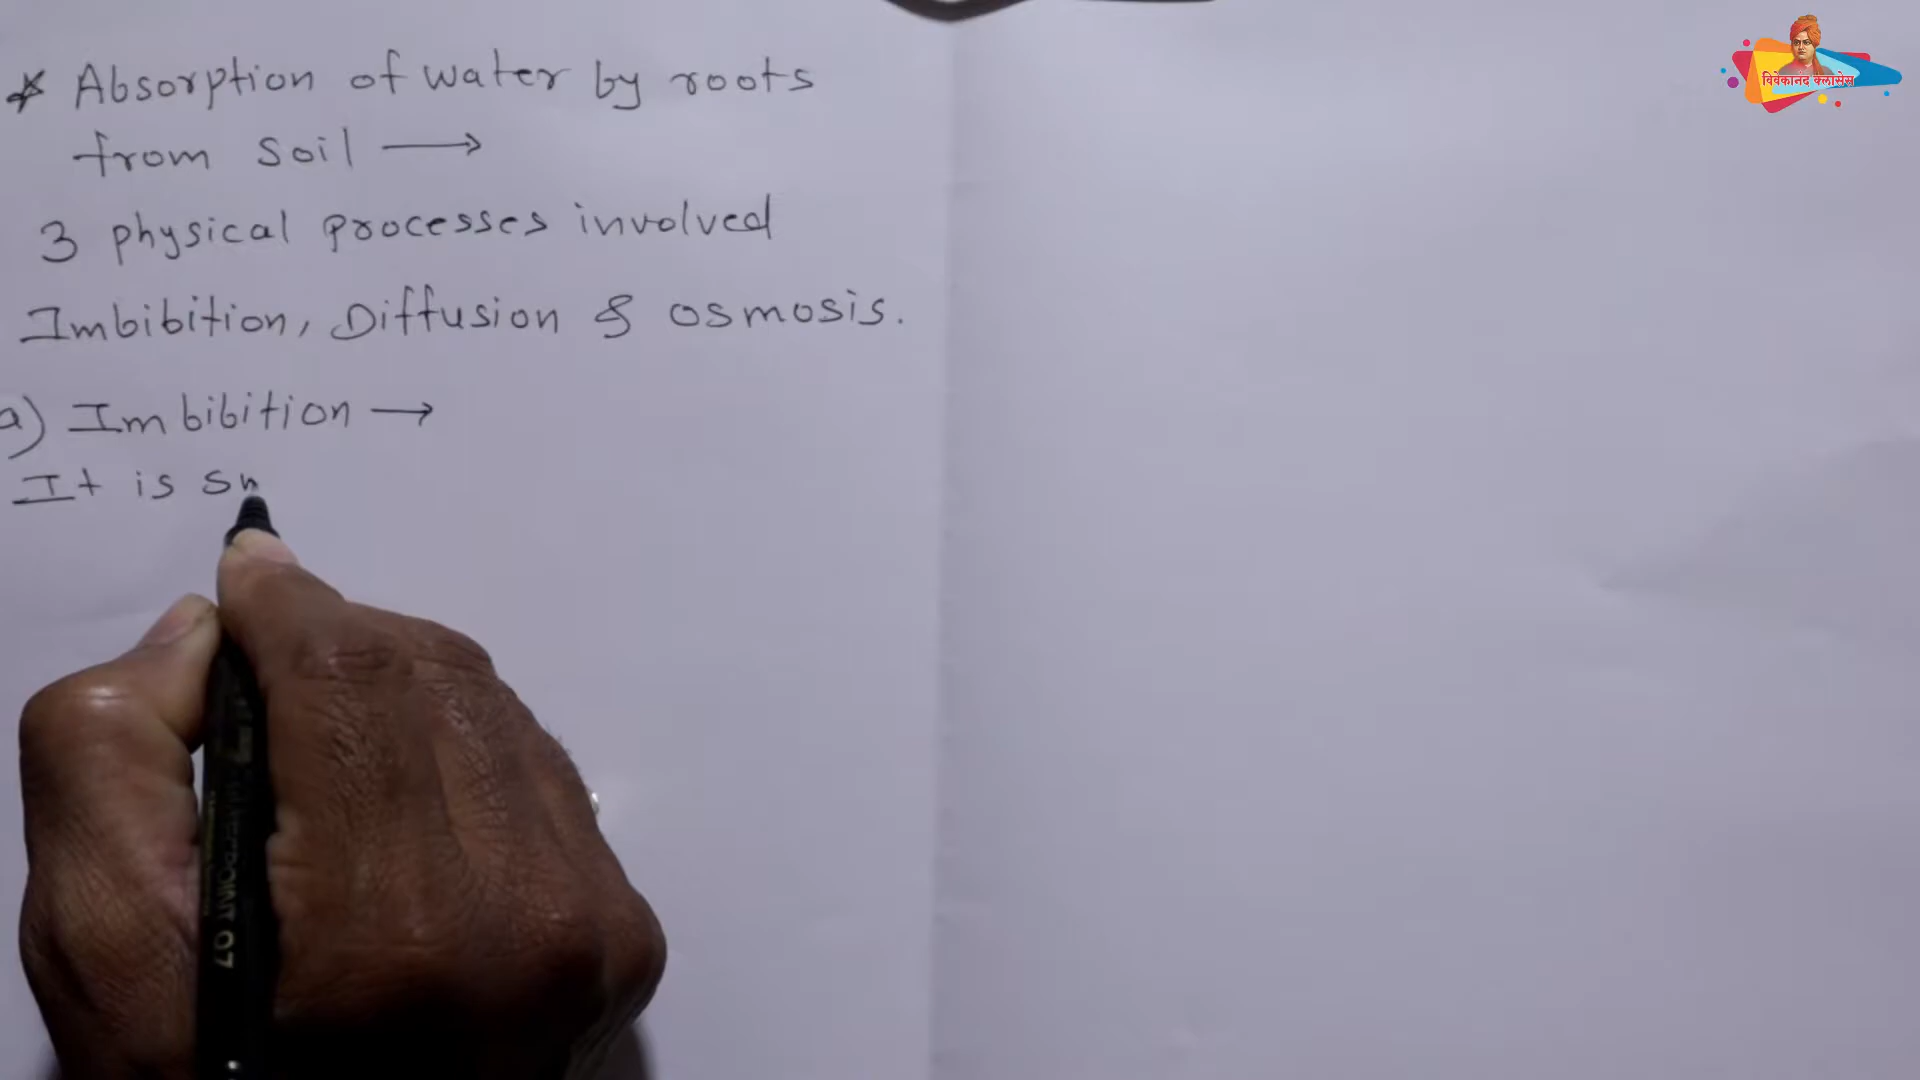 * Absorption of water by roots
from soil →
3 physical processes involved
Imbibition, Diffusion & osmosis.
a) Imbibition →
It is
विवेकानंद क्लासेस